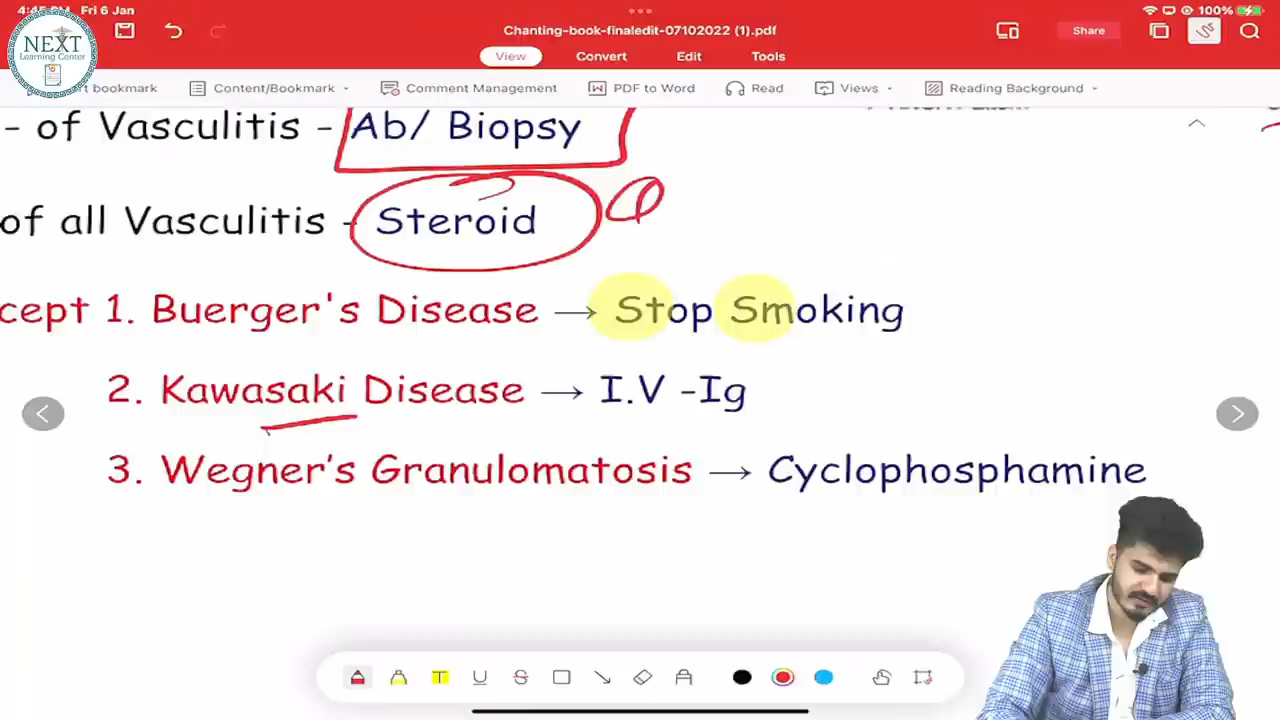 4:45 PM Fri 6 Jan
100%
NEXT
Learning Center
Chanting-book-finaledit-07102022 (1).pdf
Share
View Convert Edit Tools
bookmark Content/Bookmark Comment Management PDF to Word Read Views Reading Background
- of Vasculitis - Ab/ Biopsy
of all Vasculitis - Steroid
cept 1. Buerger's Disease → Stop Smoking
2. Kawasaki Disease → I.V -Ig
3. Wegner's Granulomatosis → Cyclophosphamine
T U S A